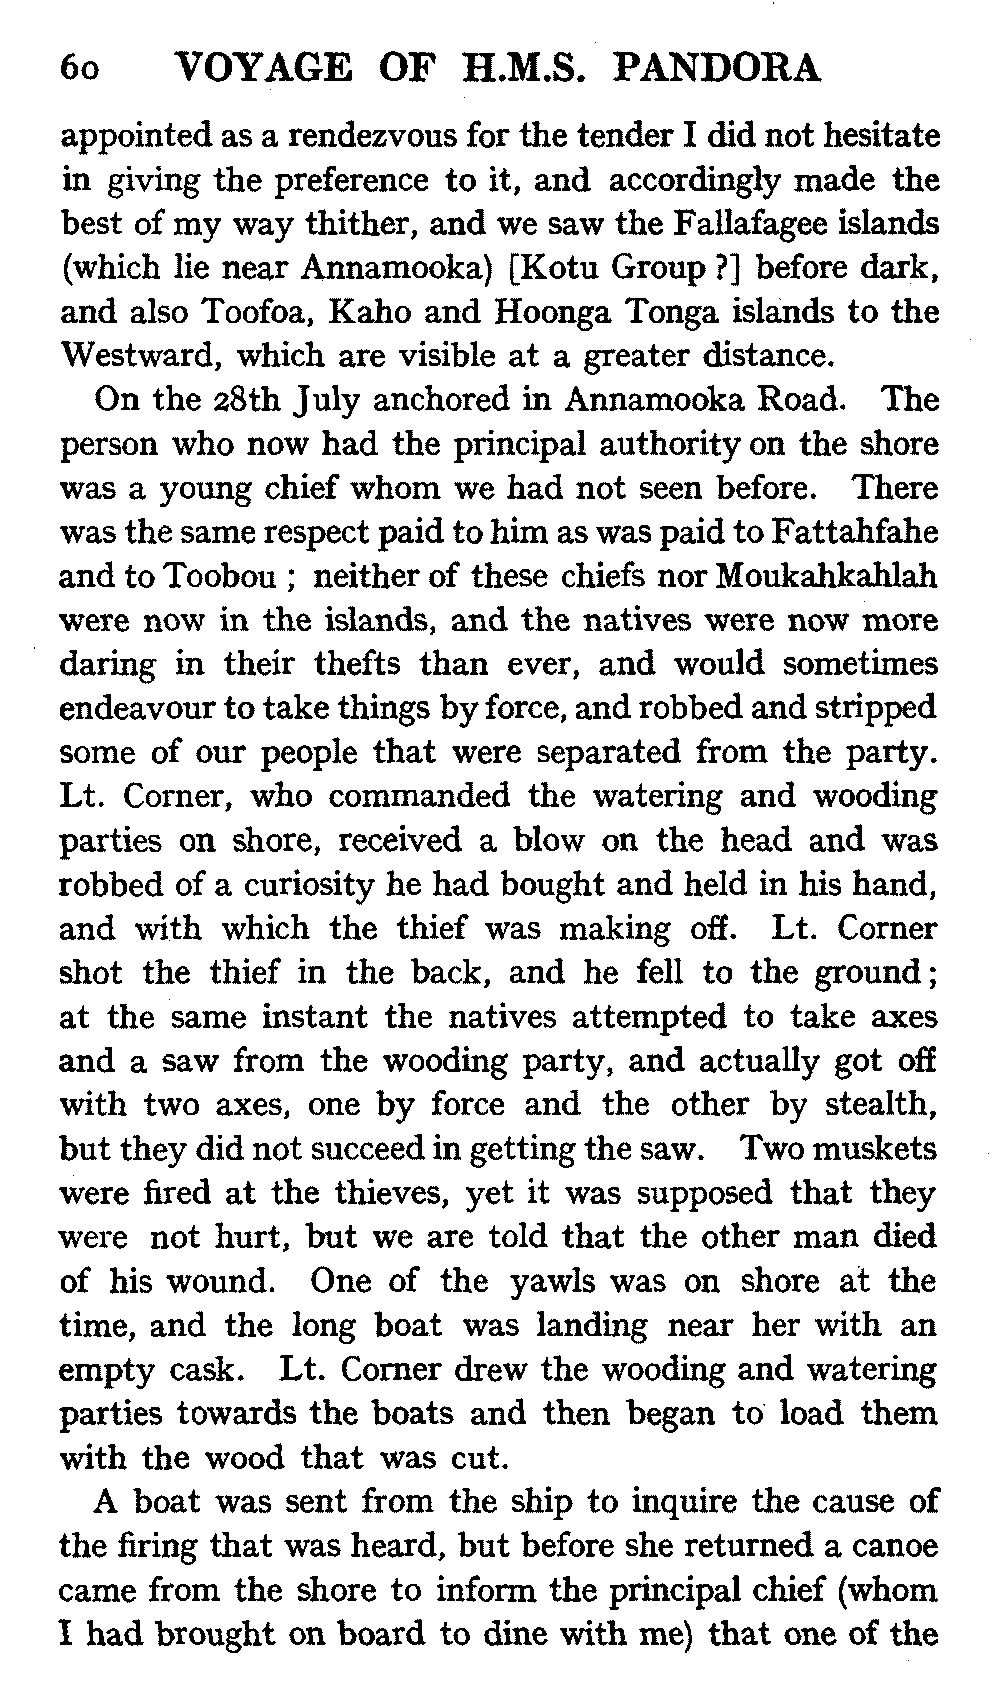 60 VOYAGE OF H.M.S. PANDORA
appointed as a rendezvous for the tender I did not hesitate
in giving the preference to it, and accordingly made the
best of my way thither, and we saw the Fallafagee islands
(which lie near Annamooka) [Kotu Group ?] before dark,
and also Toofoa, Kaho and Hoonga Tonga islands to the
Westward, which are visible at a greater distance.
On the 28th July anchored in Annamooka Road. The
person who now had the principal authority on the shore
was a young chief whom we had not seen before. There
was the same respect paid to him as was paid to Fattahfahe
and to Toobou ; neither of these chiefs nor Moukahkahlah
were now in the islands, and the natives were now more
daring in their thefts than ever, and would sometimes
endeavour to take things by force, and robbed and stripped
some of our people that were separated from the party.
Lt. Corner, who commanded the watering and wooding
parties on shore, received a blow on the head and was
robbed of a curiosity he had bought and held in his hand,
and with which the thief was making off. Lt. Corner
shot the thief in the back, and he fell to the ground;
at the same instant the natives attempted to take axes
and a saw from the wooding party, and actually got off
with two axes, one by force and the other by stealth,
but they did not succeed in getting the saw. Two muskets
were fired at the thieves, yet it was supposed that they
were not hurt, but we are told that the other man died
of his wound. One of the yawls was on shore at the
time, and the long boat was landing near her with an
empty cask. Lt. Corner drew the wooding and watering
parties towards the boats and then began to load them
with the wood that was cut.
A boat was sent from the ship to inquire the cause of
the firing that was heard, but before she returned a canoe
came from the shore to inform the principal chief (whom
I had brought on board to dine with me) that one of the